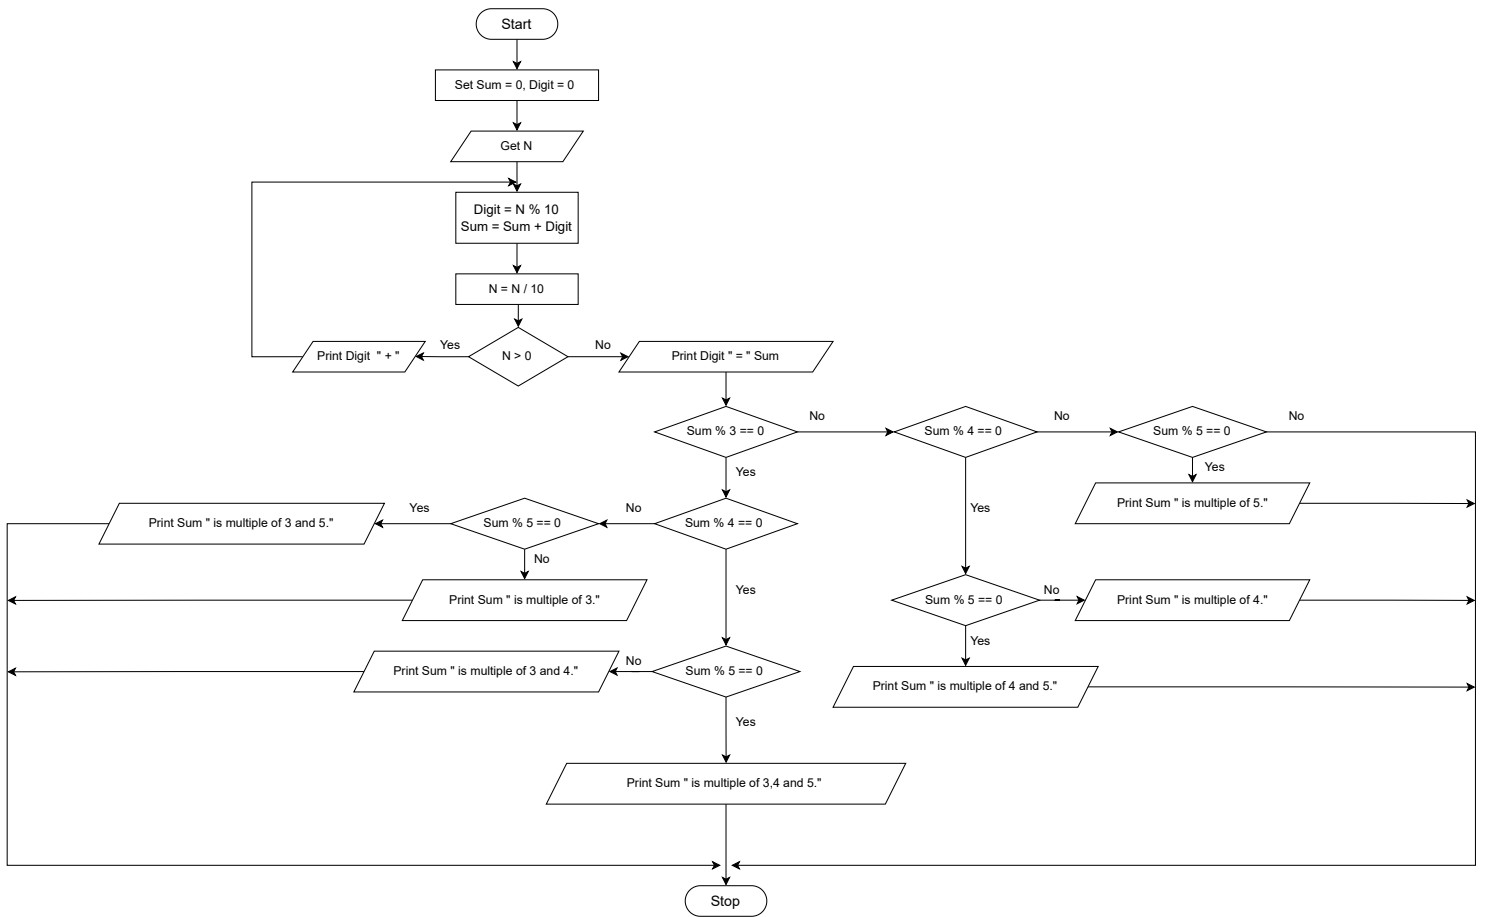 Start
Set Sum = 0, Digit = 0
Get N
Digit = N % 10
Sum = Sum + Digit
N = N / 10
Print Digit " + "
Yes
N > 0
No
Print Digit " = " Sum
Sum % 3 == 0
No
Sum % 4 == 0
No
Sum % 5 == 0
No
Yes
Yes
Print Sum " is multiple of 5."
Print Sum " is multiple of 3 and 5."
Yes
Sum % 5 == 0
No
Sum % 4 == 0
Yes
No
Yes
Print Sum " is multiple of 3."
Sum % 5 == 0
No
Print Sum " is multiple of 4."
Yes
Print Sum " is multiple of 3 and 4."
No
Sum % 5 == 0
Print Sum " is multiple of 4 and 5."
Yes
Print Sum " is multiple of 3,4 and 5."
Stop